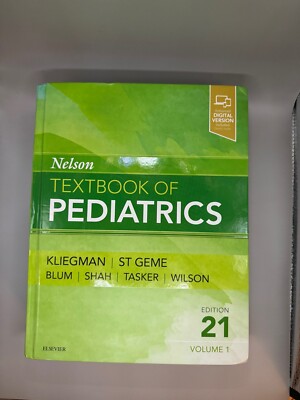 DIGITAL
VERSION
Nelson
TEXTBOOK OF
PEDIATRICS
KLIEGMAN | ST GEME
BLUM | SHAH | TASKER | WILSON
EDITION
21
VOLUME 1
ELSEVIER